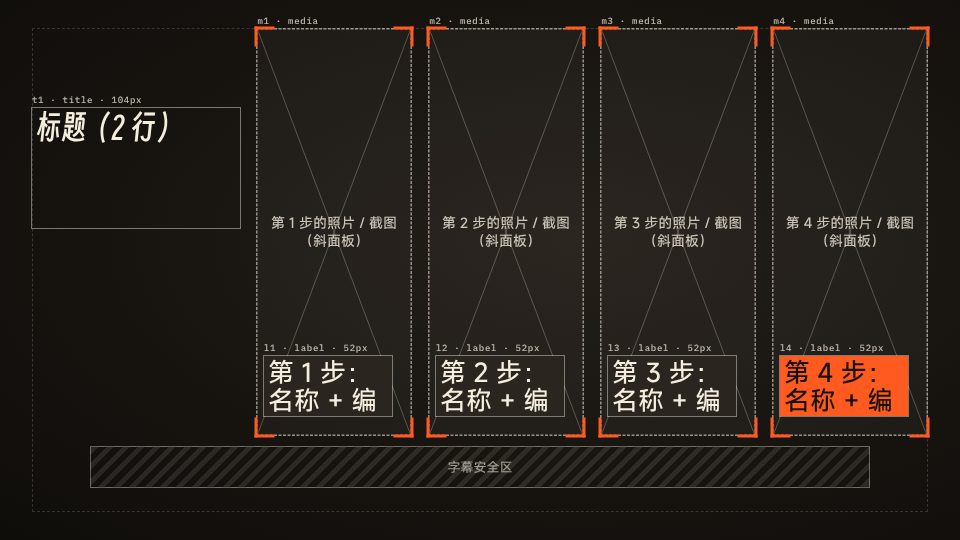 m1 · media
m2 · media
m3 · media
m4 · media
t1 · title · 104px
标题（2 行）
第 1 步的照片 / 截图
（斜面板）
第 2 步的照片 / 截图
（斜面板）
第 3 步的照片 / 截图
（斜面板）
第 4 步的照片 / 截图
（斜面板）
l1 · label · 52px
第 1 步：
名称 + 编
l2 · label · 52px
第 2 步：
名称 + 编
l3 · label · 52px
第 3 步：
名称 + 编
l4 · label · 52px
第 4 步：
名称 + 编
字幕安全区